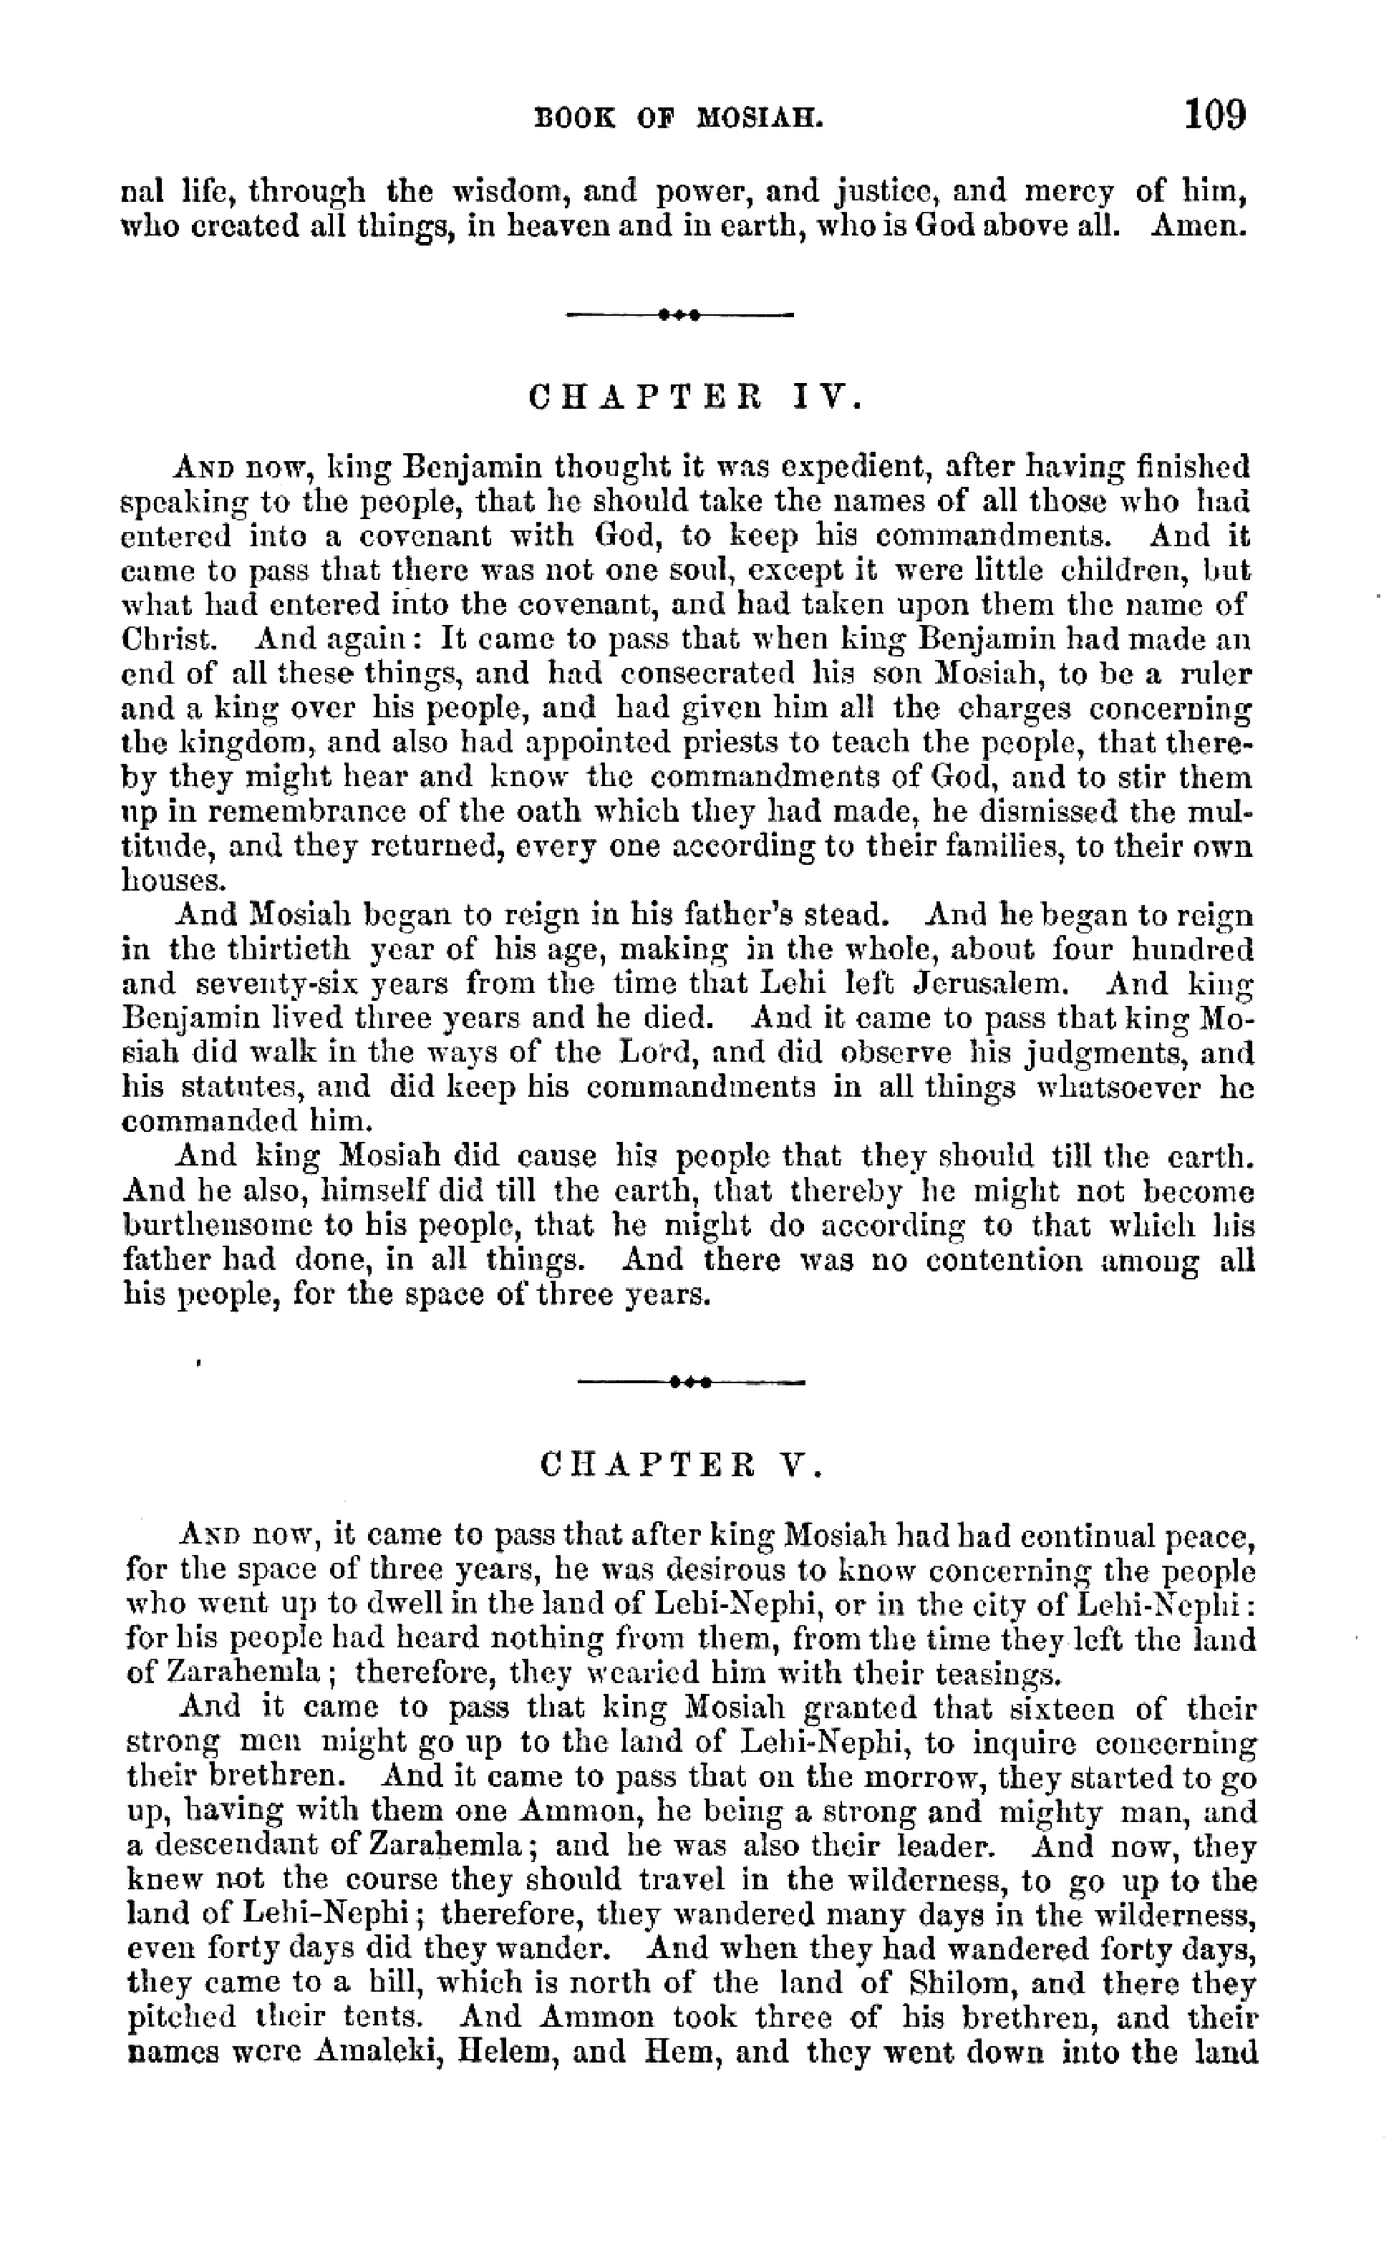 BOOK OF MOSIAH. 109
nal life, through the wisdom, and power, and justice, and mercy of him,
who created all things, in heaven and in earth, who is God above all. Amen.
CHAPTER IV.
AND now, king Benjamin thought it was expedient, after having finished
speaking to the people, that he should take the names of all those who had
entered into a covenant with God, to keep his commandments. And it
came to pass that there was not one soul, except it were little children, but
what had entered into the covenant, and had taken upon them the name of
Christ. And again: It came to pass that when king Benjamin had made an
end of all these things, and had consecrated his son Mosiah, to be a ruler
and a king over his people, and had given him all the charges concerning
the kingdom, and also had appointed priests to teach the people, that there-
by they might hear and know the commandments of God, and to stir them
up in remembrance of the oath which they had made, he dismissed the mul-
titude, and they returned, every one according to their families, to their own
houses.
And Mosiah began to reign in his father's stead. And he began to reign
in the thirtieth year of his age, making in the whole, about four hundred
and seventy-six years from the time that Lehi left Jerusalem. And king
Benjamin lived three years and he died. And it came to pass that king Mo-
siah did walk in the ways of the Lord, and did observe his judgments, and
his statutes, and did keep his commandments in all things whatsoever he
commanded him.
And king Mosiah did cause his people that they should till the earth.
And he also, himself did till the earth, that thereby he might not become
burthensome to his people, that he might do according to that which his
father had done, in all things. And there was no contention among all
his people, for the space of three years.
CHAPTER V.
AND now, it came to pass that after king Mosiah had had continual peace,
for the space of three years, he was desirous to know concerning the people
who went up to dwell in the land of Lehi-Nephi, or in the city of Lehi-Nephi:
for his people had heard nothing from them, from the time they left the land
of Zarahemla; therefore, they wearied him with their teasings.
And it came to pass that king Mosiah granted that sixteen of their
strong men might go up to the land of Lehi-Nephi, to inquire concerning
their brethren. And it came to pass that on the morrow, they started to go
up, having with them one Ammon, he being a strong and mighty man, and
a descendant of Zarahemla; and he was also their leader. And now, they
knew not the course they should travel in the wilderness, to go up to the
land of Lehi-Nephi; therefore, they wandered many days in the wilderness,
even forty days did they wander. And when they had wandered forty days,
they came to a hill, which is north of the land of Shilom, and there they
pitched their tents. And Ammon took three of his brethren, and their
names were Amaleki, Helem, and Hem, and they went down into the land